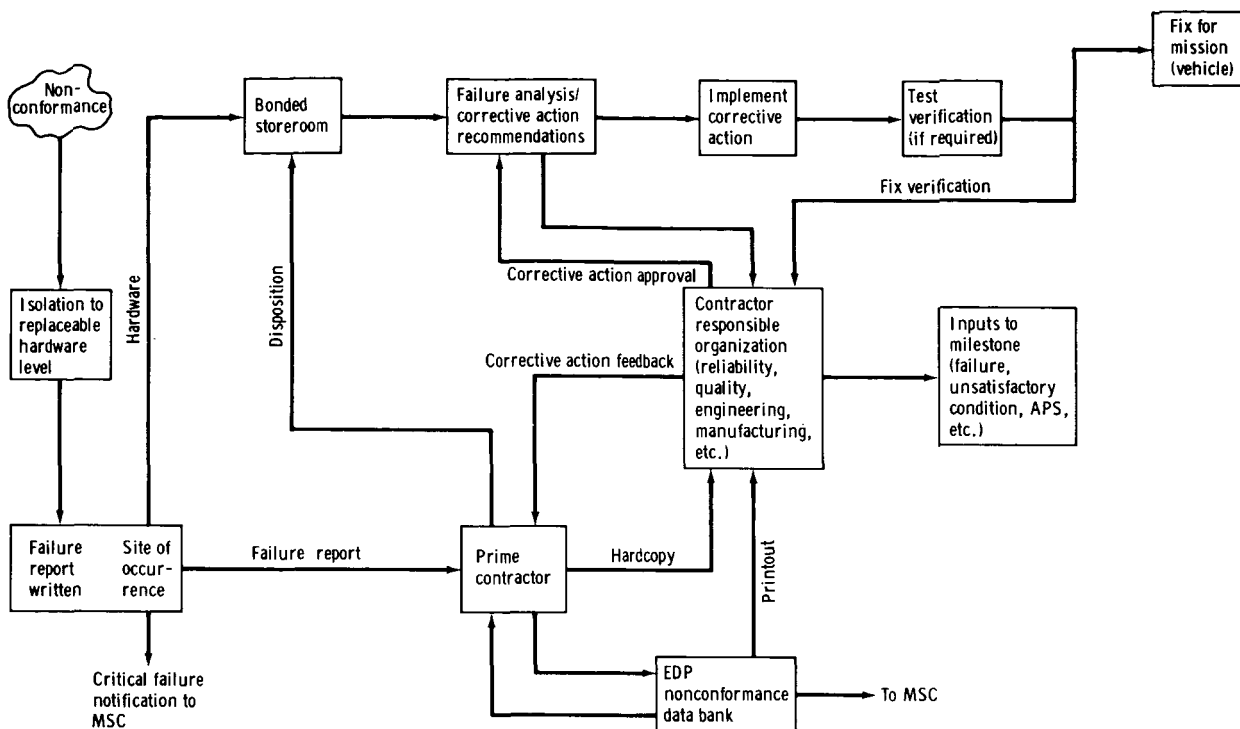 Non-
conformance
Isolation to
replaceable
hardware
level
Failure
report
written
Site of
occur-
rence
Critical failure
notification to
MSC
Hardware
Bonded
storeroom
Disposition
Failure report
Failure analysis/
corrective action
recommendations
Corrective action approval
Corrective action feedback
Prime
contractor
Hardcopy
Implement
corrective
action
Test
verification
(if required)
Fix for
mission
(vehicle)
Fix verification
Contractor
responsible
organization
(reliability,
quality,
engineering,
manufacturing,
etc.)
Inputs to
milestone
(failure,
unsatisfactory
condition, APS,
etc.)
Printout
EDP
nonconformance
data bank
To MSC